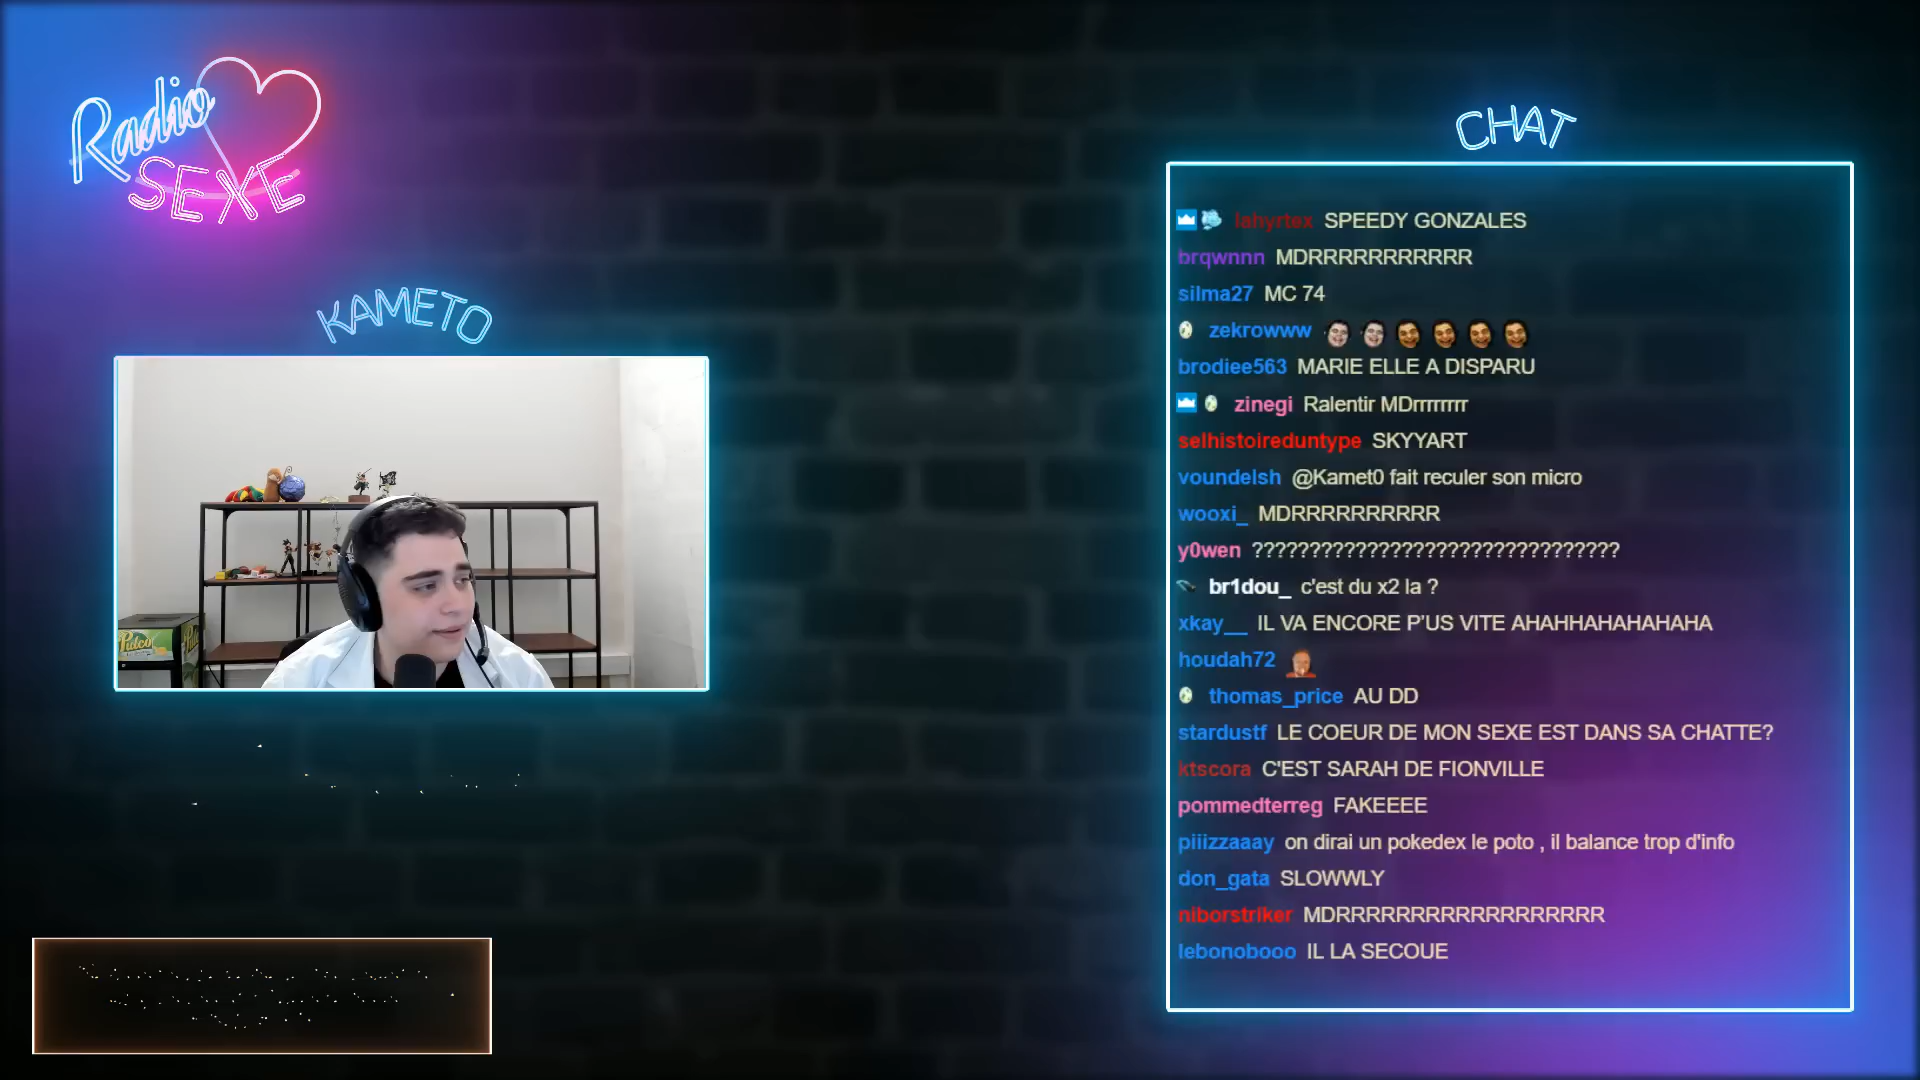 Radio
SEXE
KAMETO
Pulco
CHAT
lahyrtex SPEEDY GONZALES
brqwnnn MDRRRRRRRRRRR
silma27 MC 74
zekrowww
brodiee563 MARIE ELLE A DISPARU
zinegi Ralentir MDrrrrrrrr
selhistoireduntype SKYYART
voundelsh @Kamet0 fait reculer son micro
wooxi_ MDRRRRRRRRRR
y0wen ????????????????????????????????
br1dou_ c'est du x2 la ?
xkay__ IL VA ENCORE P'US VITE AHAHHAHAHAHAHA
houdah72
thomas_price AU DD
stardustf LE COEUR DE MON SEXE EST DANS SA CHATTE?
ktscora C'EST SARAH DE FIONVILLE
pommedterreg FAKEEEE
piiizzaaay on dirai un pokedex le poto , il balance trop d'info
don_gata SLOWWLY
niborstriker MDRRRRRRRRRRRRRRRRRR
lebonobooo IL LA SECOUE